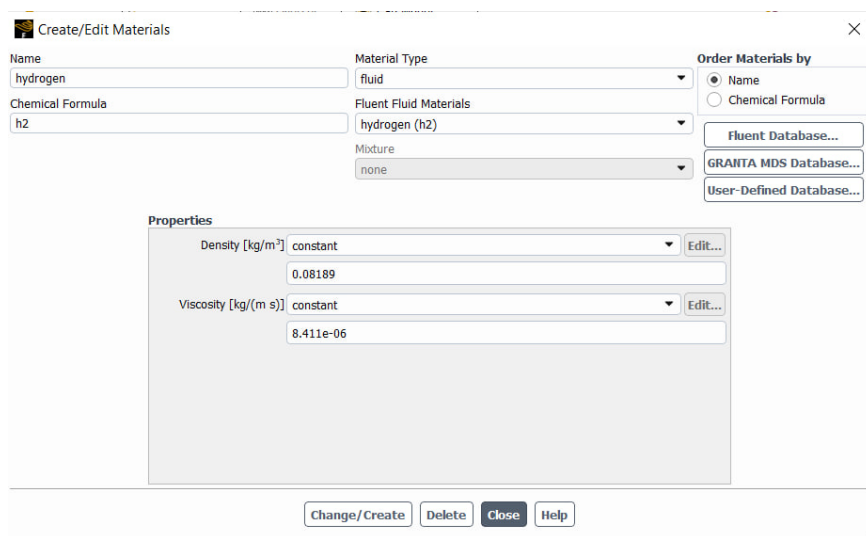 Create/Edit Materials
Name
Material Type
Order Materials by
hydrogen
fluid
Name
Chemical Formula
Chemical Formula
Fluent Fluid Materials
h2
hydrogen (h2)
Fluent Database...
Mixture
GRANTA MDS Database...
none
User-Defined Database...
Properties
Density [kg/m³] constant Edit...
0.08189
Viscosity [kg/(m s)] constant Edit...
8.411e-06
Change/Create Delete Close Help